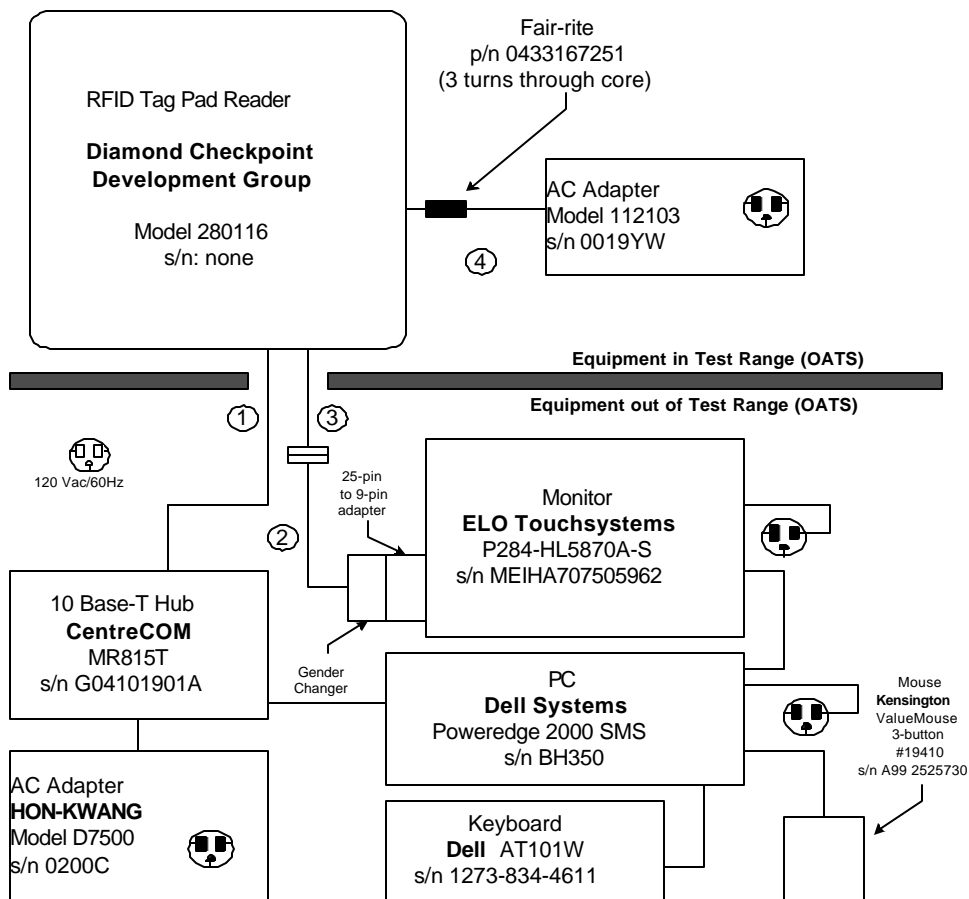 Fair-rite
p/n 0433167251
(3 turns through core)
RFID Tag Pad Reader
Diamond Checkpoint
Development Group
Model 280116
s/n: none
AC Adapter
Model 112103
s/n 0019YW
4
Equipment in Test Range (OATS)
Equipment out of Test Range (OATS)
1
3
120 Vac/60Hz
25-pin
to 9-pin
adapter
2
Monitor
ELO Touchsystems
P284-HL5870A-S
s/n MEIHA707505962
10 Base-T Hub
CentreCOM
MR815T
s/n G04101901A
Gender
Changer
PC
Dell Systems
Poweredge 2000 SMS
s/n BH350
Mouse
Kensington
ValueMouse
3-button
#19410
s/n A99 2525730
AC Adapter
HON-KWANG
Model D7500
s/n 0200C
Keyboard
Dell AT101W
s/n 1273-834-4611